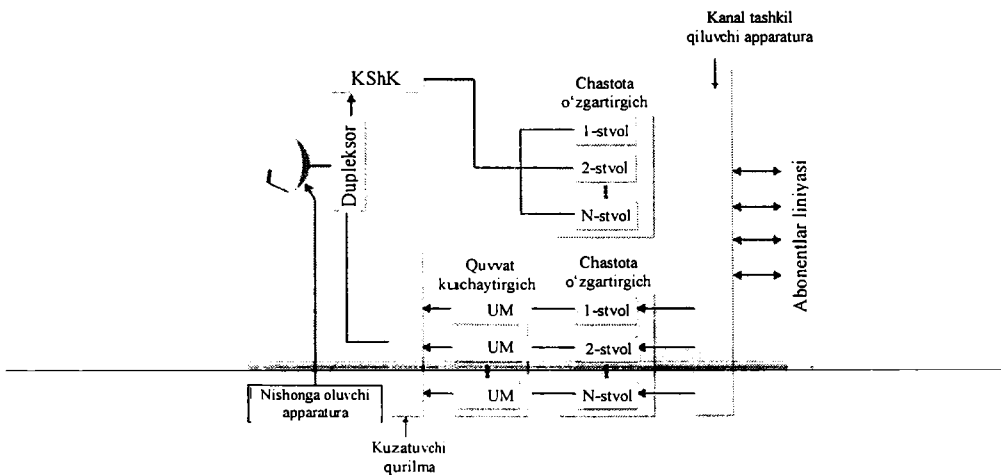 Kanal tashkil
qiluvchi apparatura
KShK
Chastota
o‘zgartirgich
1-stvol
2-stvol
N-stvol
Dupleksor
Abonentlar liniyasi
Quvvat
kuchaytirgich
Chastota
o‘zgartirgich
UM
1-stvol
UM
2-stvol
UM
N-stvol
Nishonga oluvchi
apparatura
Kuzatuvchi
qurilma